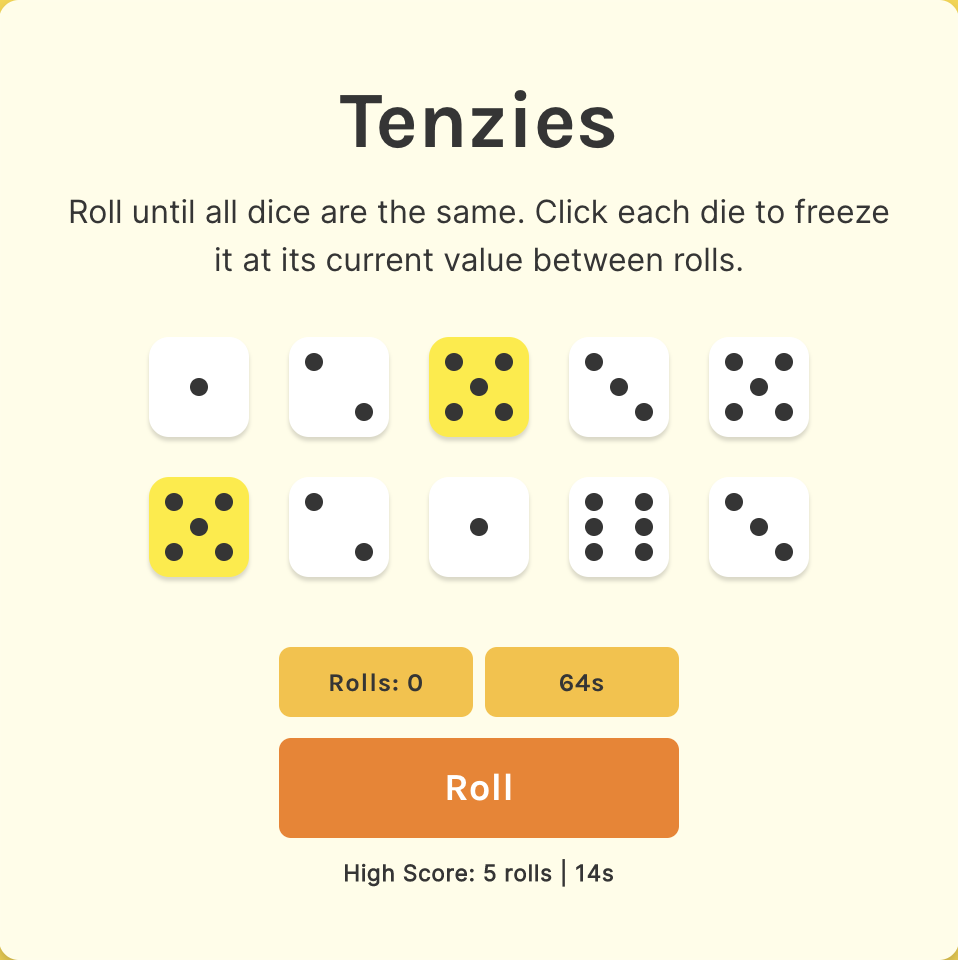 Tenzies
Roll until all dice are the same. Click each die to freeze
it at its current value between rolls.
Rolls: 0
64s
Roll
High Score: 5 rolls | 14s